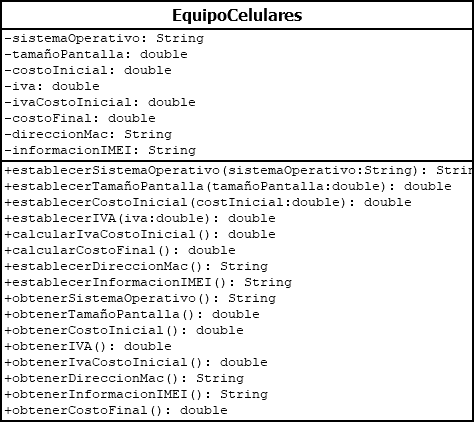 EquipoCelulares
-sistemaOperativo: String
-tamañoPantalla: double
-costoInicial: double
-iva: double
-ivaCostoInicial: double
-costoFinal: double
-direccionMac: String
-informacionIMEI: String
+establecerSistemaOperativo(sistemaOperativo:String): Strin
+establecerTamañoPantalla(tamañoPantalla:double): double
+establecerCostoInicial(costInicial:double): double
+establecerIVA(iva:double): double
+calcularIvaCostoInicial(): double
+calcularCostoFinal(): double
+establecerDireccionMac(): String
+establecerInformacionIMEI(): String
+obtenerSistemaOperativo(): String
+obtenerTamañoPantalla(): double
+obtenerCostoInicial(): double
+obtenerIVA(): double
+obtenerIvaCostoInicial(): double
+obtenerDireccionMac(): String
+obtenerInformacionIMEI(): String
+obtenerCostoFinal(): double